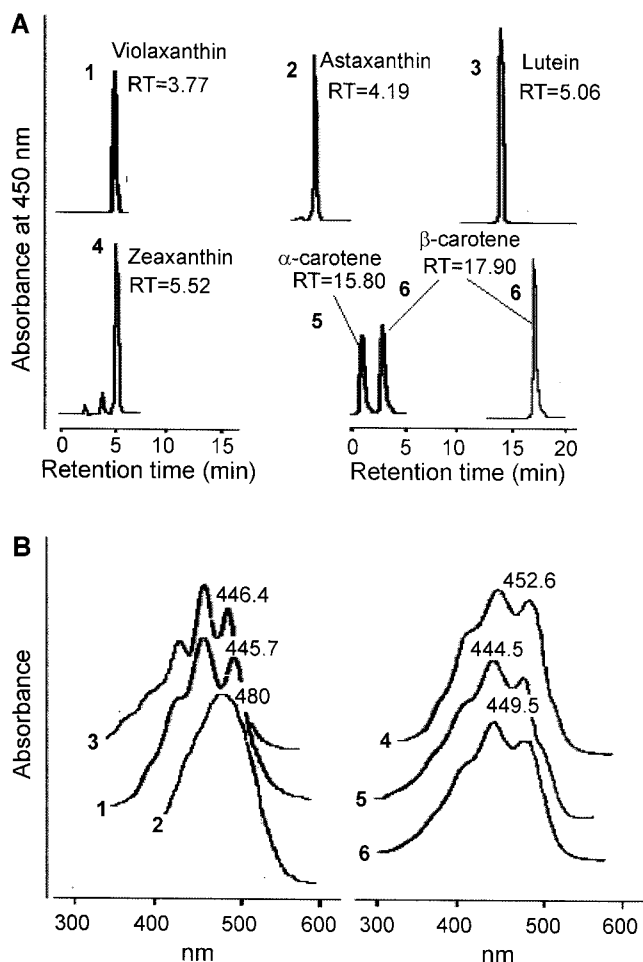 A
Absorbance at 450 nm
1
Violaxanthin
RT=3.77
2
Astaxanthin
RT=4.19
3
Lutein
RT=5.06
4
Zeaxanthin
RT=5.52
α-carotene
RT=15.80
5
β-carotene
RT=17.90
6
6
0 5 10 15
Retention time (min)
0 5 10 15 20
Retention time (min)
B
Absorbance
446.4
445.7
480
3
1
2
300 400 500 600
nm
452.6
444.5
449.5
4
5
6
300 400 500 600
nm